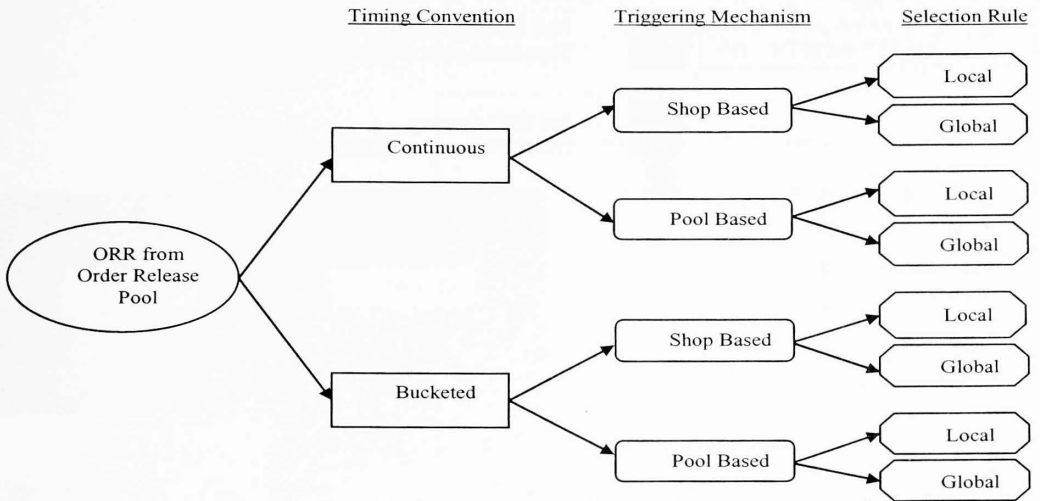 Timing Convention Triggering Mechanism Selection Rule
Local
Shop Based
Global
Continuous
Local
Pool Based
Global
ORR from
Order Release
Pool
Local
Shop Based
Global
Bucketed
Local
Pool Based
Global